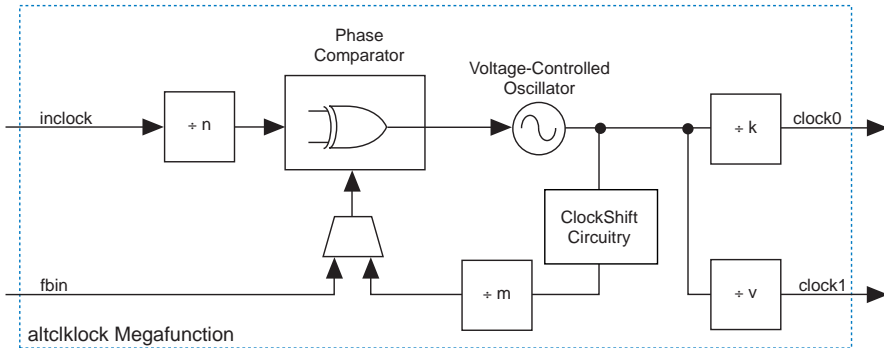 Phase
Comparator
Voltage-Controlled
Oscillator
inclock
÷ n
÷ k
clock0
ClockShift
Circuitry
fbin
÷ m
÷ v
clock1
altclklock Megafunction